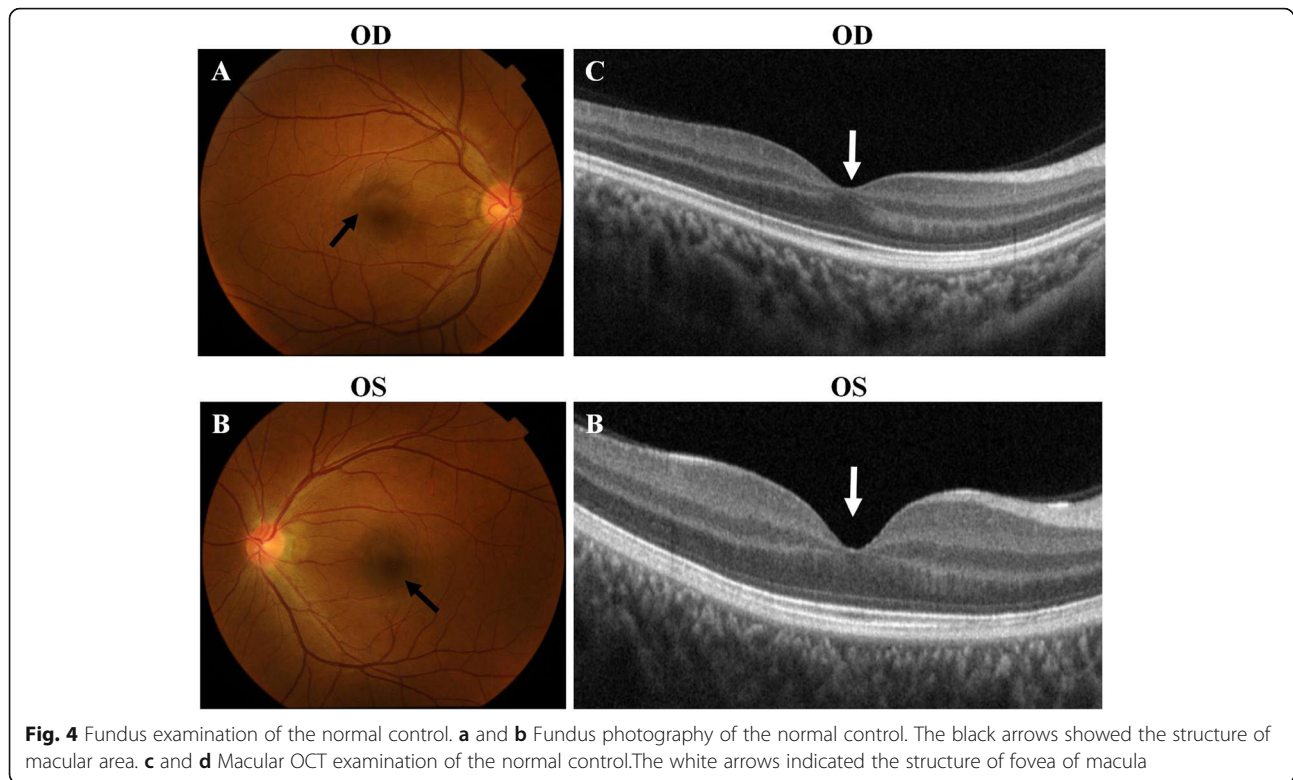 OD
OD
A
C
OS
OS
B
B
Fig. 4 Fundus examination of the normal control. a and b Fundus photography of the normal control. The black arrows showed the structure of
macular area. c and d Macular OCT examination of the normal control.The white arrows indicated the structure of fovea of macula